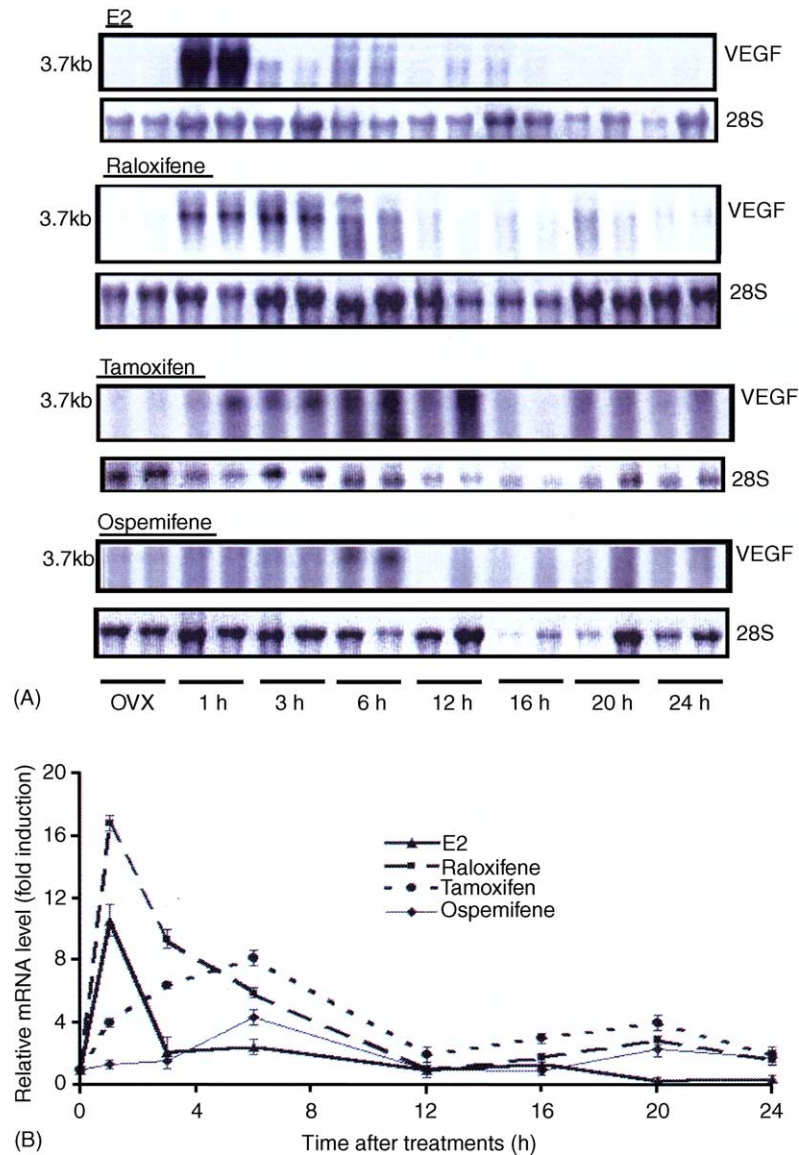 E2
3.7kb VEGF
28S
Raloxifene
3.7kb VEGF
28S
Tamoxifen
3.7kb VEGF
28S
Ospemifene
3.7kb VEGF
28S
(A) OVX 1 h 3 h 6 h 12 h 16 h 20 h 24 h
Relative mRNA level (fold induction)
20
16
12
8
4
0
E2
Raloxifene
Tamoxifen
Ospemifene
0 4 8 12 16 20 24
(B) Time after treatments (h)